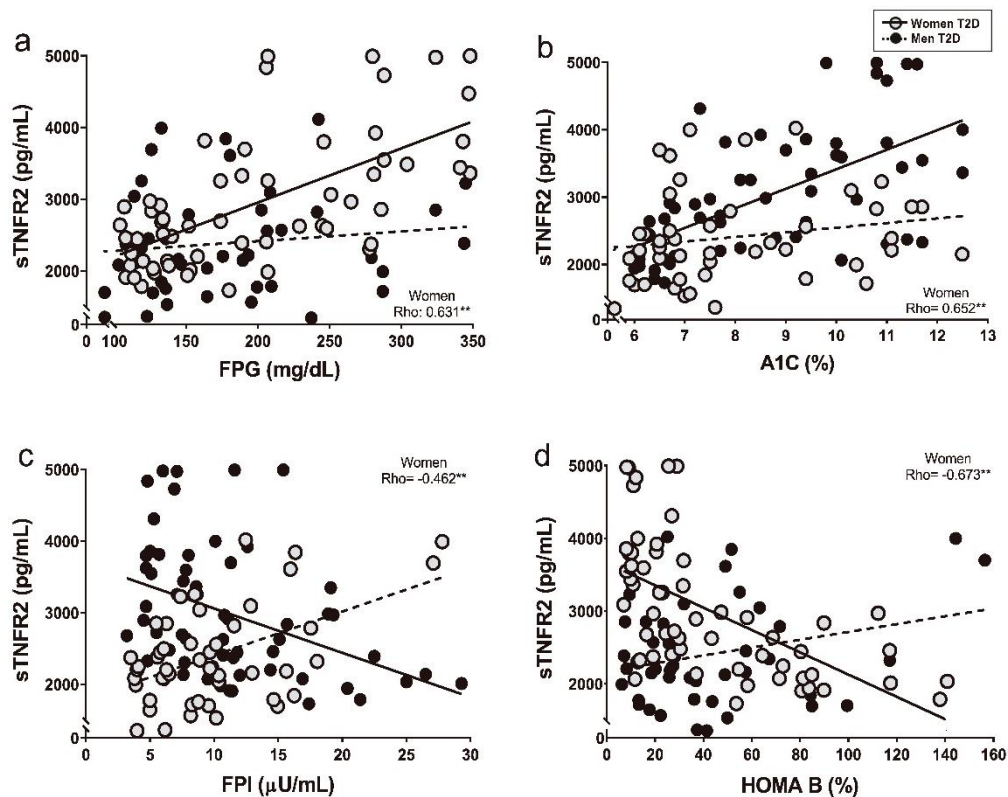 Women T2D
Men T2D
a
5000
4000
3000
2000
0
sTNFR2 (pg/mL)
Women
Rho: 0.631**
0 100 150 200 250 300 350
FPG (mg/dL)
b
5000
4000
3000
2000
0
sTNFR2 (pg/mL)
Women
Rho= 0.652**
0 6 7 8 9 10 11 12 13
A1C (%)
c
5000
4000
3000
2000
0
sTNFR2 (pg/mL)
Women
Rho= -0.462**
0 5 10 15 20 25 30
FPI (μU/mL)
d
5000
4000
3000
2000
0
sTNFR2 (pg/mL)
Women
Rho= -0.673**
0 20 40 60 80 100 120 140 160
HOMA B (%)